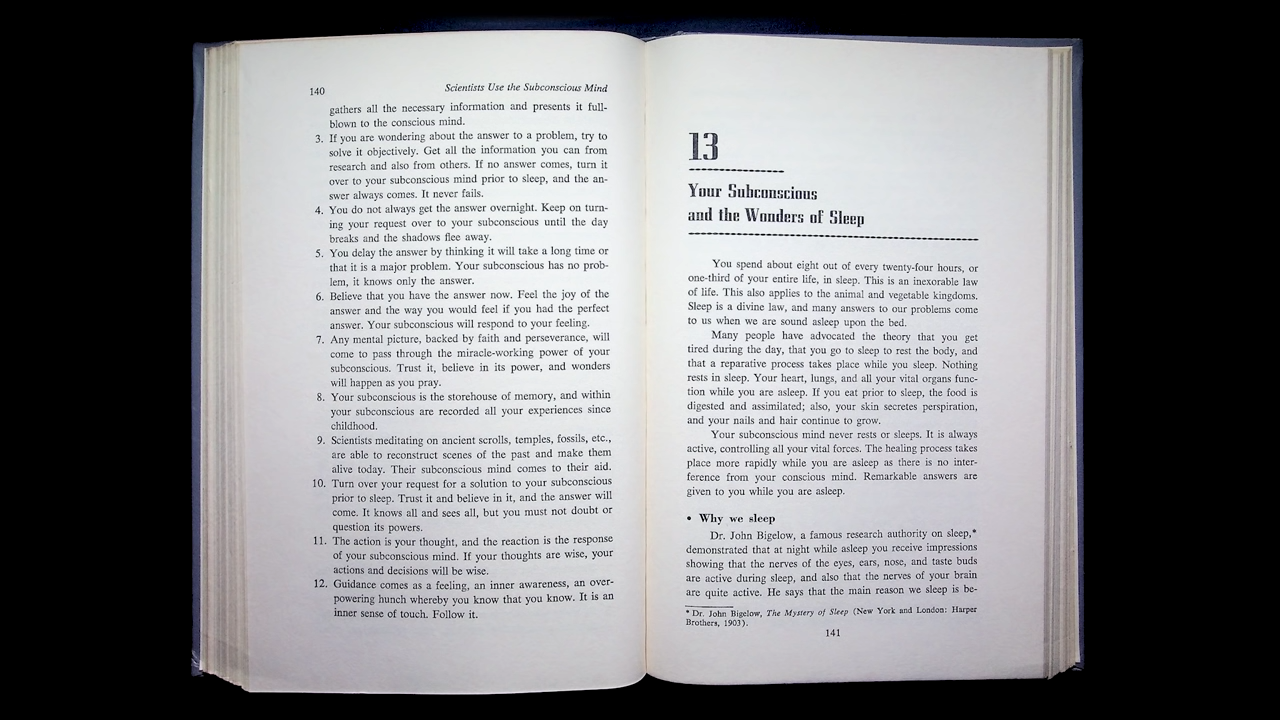 140
Scientists Use the Subconscious Mind
gathers all the necessary information and presents it full-
blown to the conscious mind.
3. If you are wondering about the answer to a problem, try to
solve it objectively. Get all the information you can from
research and also from others. If no answer comes, turn it
over to your subconscious mind prior to sleep, and the an-
swer always comes. It never fails.
4. You do not always get the answer overnight. Keep on turn-
ing your request over to your subconscious until the day
breaks and the shadows flee away.
5. You delay the answer by thinking it will take a long time or
that it is a major problem. Your subconscious has no prob-
lem, it knows only the answer.
6. Believe that you have the answer now. Feel the joy of the
answer and the way you would feel if you had the perfect
answer. Your subconscious will respond to your feeling.
7. Any mental picture, backed by faith and perseverance, will
come to pass through the miracle-working power of your
subconscious. Trust it, believe in its power, and wonders
will happen as you pray.
8. Your subconscious is the storehouse of memory, and within
your subconscious are recorded all your experiences since
childhood.
9. Scientists meditating on ancient scrolls, temples, fossils, etc.,
are able to reconstruct scenes of the past and make them
alive today. Their subconscious mind comes to their aid.
10. Turn over your request for a solution to your subconscious
prior to sleep. Trust it and believe in it, and the answer will
come. It knows all and sees all, but you must not doubt or
question its powers.
11. The action is your thought, and the reaction is the response
of your subconscious mind. If your thoughts are wise, your
actions and decisions will be wise.
12. Guidance comes as a feeling, an inner awareness, an over-
powering hunch whereby you know that you know. It is an
inner sense of touch. Follow it.
13
Your Subconscious
and the Wonders of Sleep
You spend about eight out of every twenty-four hours, or
one-third of your entire life, in sleep. This is an inexorable law
of life. This also applies to the animal and vegetable kingdoms.
Sleep is a divine law, and many answers to our problems come
to us when we are sound asleep upon the bed.
Many people have advocated the theory that you get
tired during the day, that you go to sleep to rest the body, and
that a reparative process takes place while you sleep. Nothing
rests in sleep. Your heart, lungs, and all your vital organs func-
tion while you are asleep. If you eat prior to sleep, the food is
digested and assimilated; also, your skin secretes perspiration,
and your nails and hair continue to grow.
Your subconscious mind never rests or sleeps. It is always
active, controlling all your vital forces. The healing process takes
place more rapidly while you are asleep as there is no inter-
ference from your conscious mind. Remarkable answers are
given to you while you are asleep.
• Why we sleep
Dr. John Bigelow, a famous research authority on sleep,*
demonstrated that at night while asleep you receive impressions
showing that the nerves of the eyes, ears, nose, and taste buds
are active during sleep, and also that the nerves of your brain
are quite active. He says that the main reason we sleep is be-
* Dr. John Bigelow, The Mystery of Sleep (New York and London: Harper
Brothers, 1903).
141